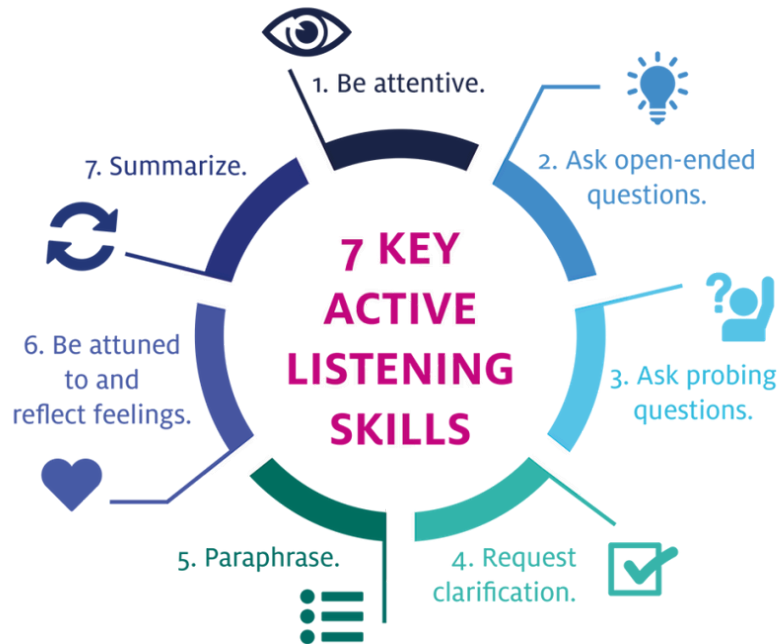 7 KEY
ACTIVE
LISTENING
SKILLS
1. Be attentive.
2. Ask open-ended
questions.
3. Ask probing
questions.
4. Request
clarification.
5. Paraphrase.
6. Be attuned
to and
reflect feelings.
7. Summarize.